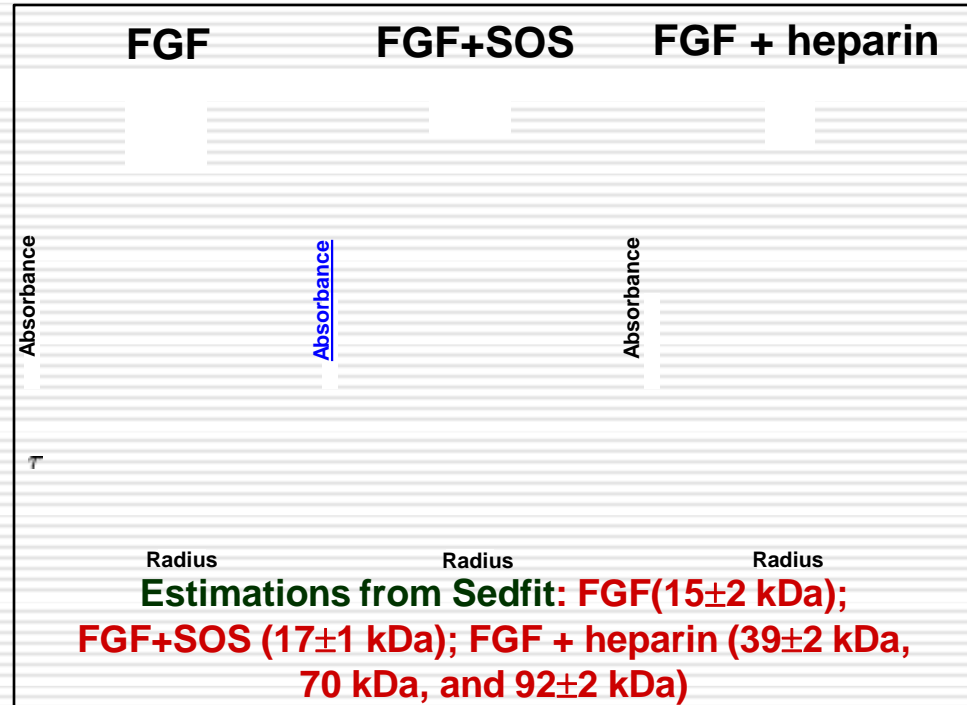 FGF FGF+SOS FGF + heparin
Absorbance Absorbance Absorbance
Radius Radius Radius
Estimations from Sedfit: FGF(15±2 kDa);
FGF+SOS (17±1 kDa); FGF + heparin (39±2 kDa,
70 kDa, and 92±2 kDa)